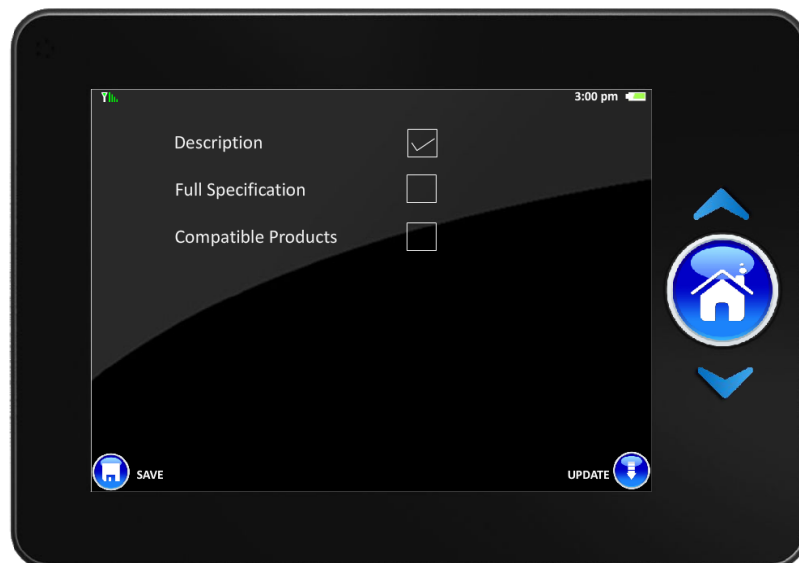 3:00 pm
Description
Full Specification
Compatible Products
SAVE
UPDATE